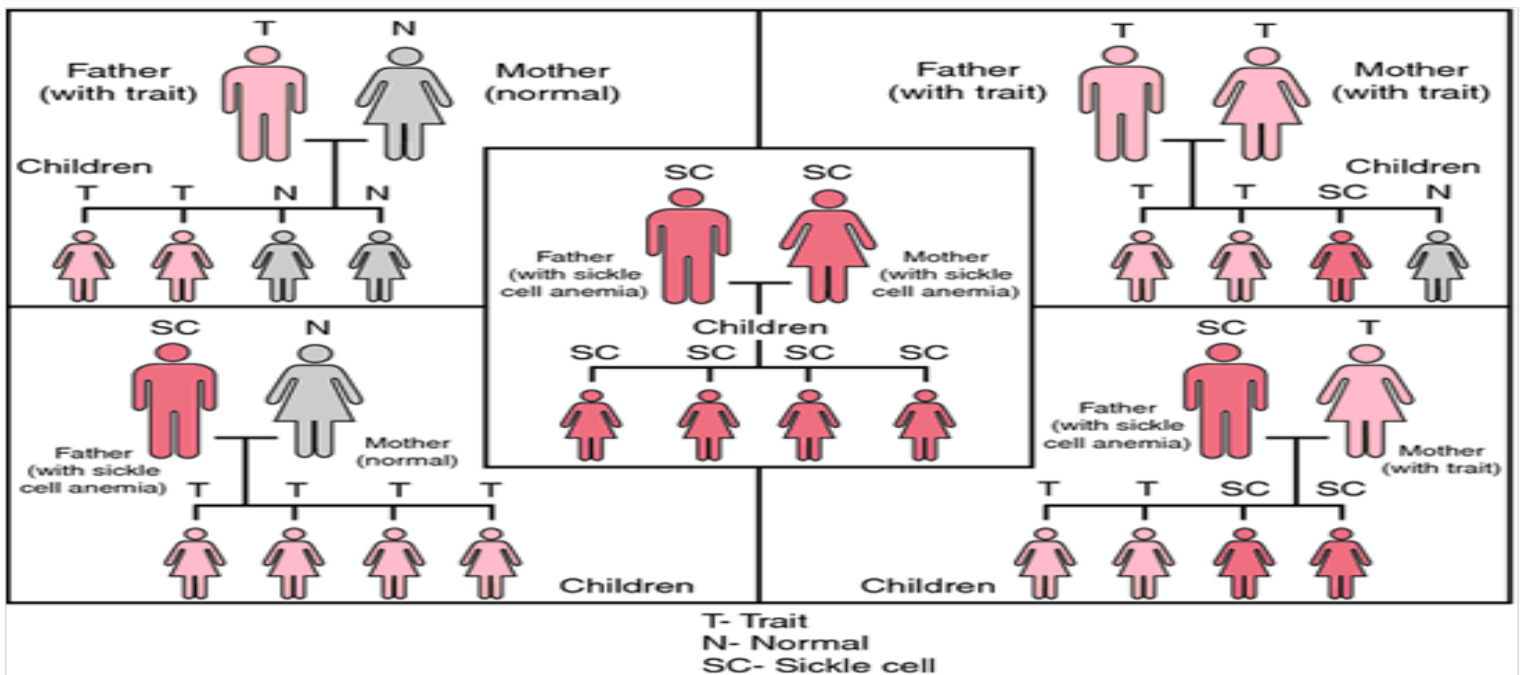 T N
Father
(with trait)
Mother
(normal)
Children
T T N N
T T
Father
(with trait)
Mother
(with trait)
Children
T T SC N
SC SC
Father
(with sickle
cell anemia)
Mother
(with sickle
cell anemia)
Children
SC SC SC SC
SC N
Father
(with sickle
cell anemia)
Mother
(normal)
T T T T
Children
SC T
Father
(with sickle
cell anemia)
Mother
(with trait)
T T SC SC
Children
T- Trait
N- Normal
SC- Sickle cell